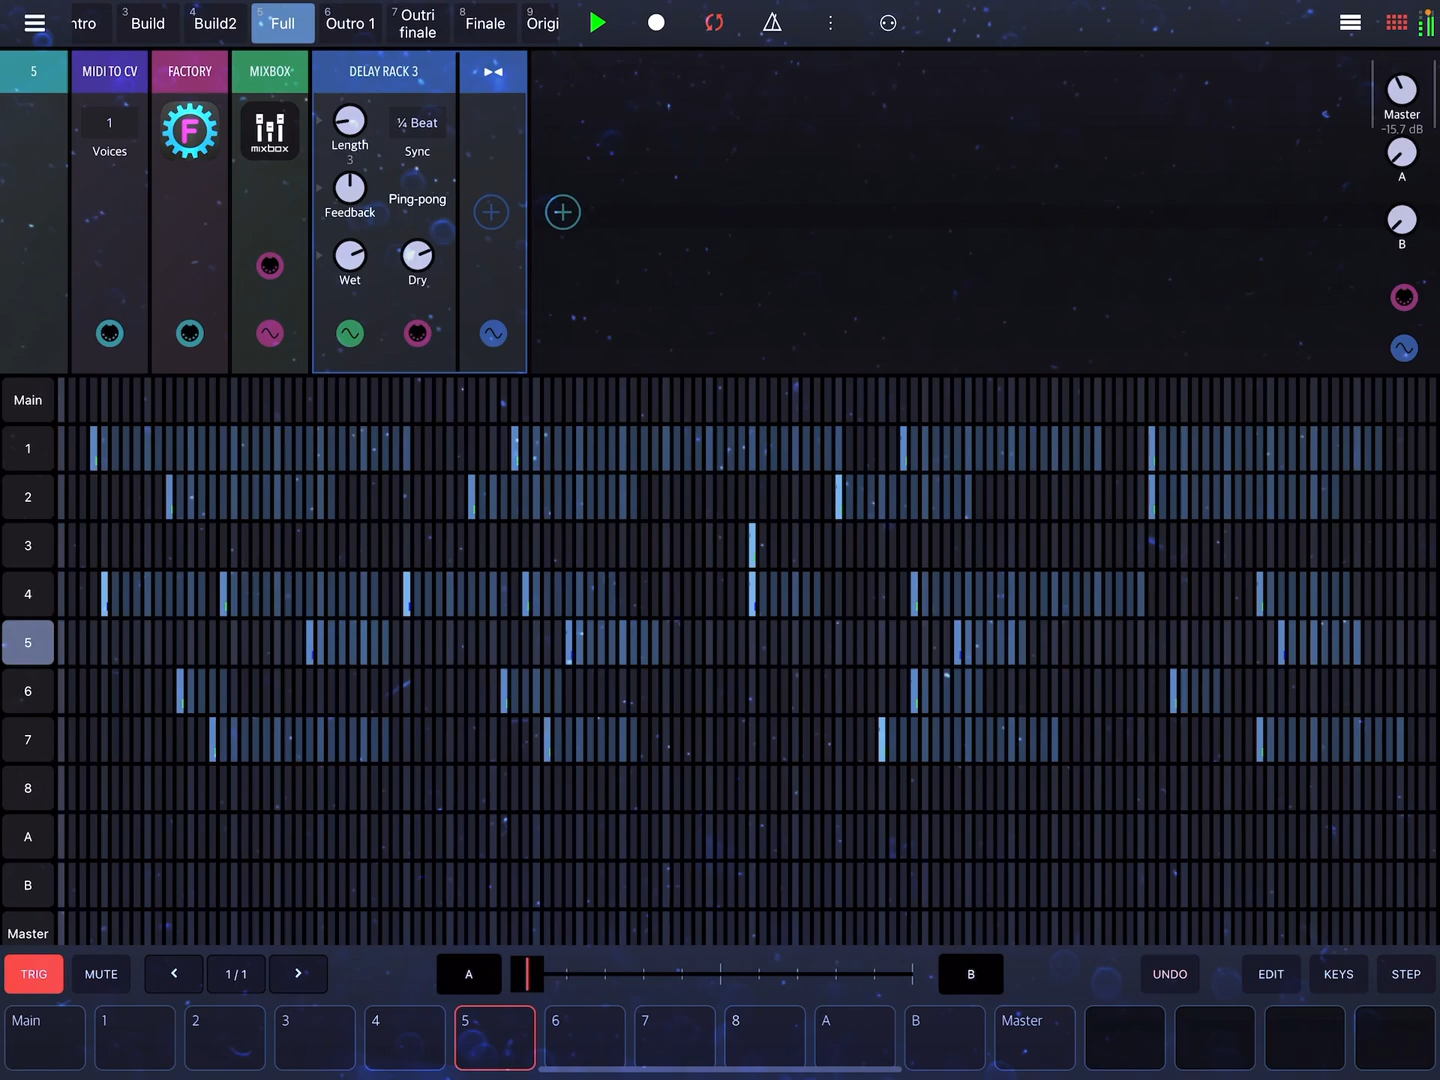 ntro
3
Build
4
Build2
5
Full
6
Outro 1
7
Outri
finale
8
Finale
9
Origi
5
MIDI TO CV
FACTORY
MIXBOX
DELAY RACK 3
1
Voices
F
mixbox
Length
3
¼ Beat
Sync
Feedback
Ping-pong
Wet
Dry
Master
-15.7 dB
A
B
Main
1
2
3
4
5
6
7
8
A
B
Master
TRIG
MUTE
<
1 / 1
>
A
B
UNDO
EDIT
KEYS
STEP
Main
1
2
3
4
5
6
7
8
A
B
Master